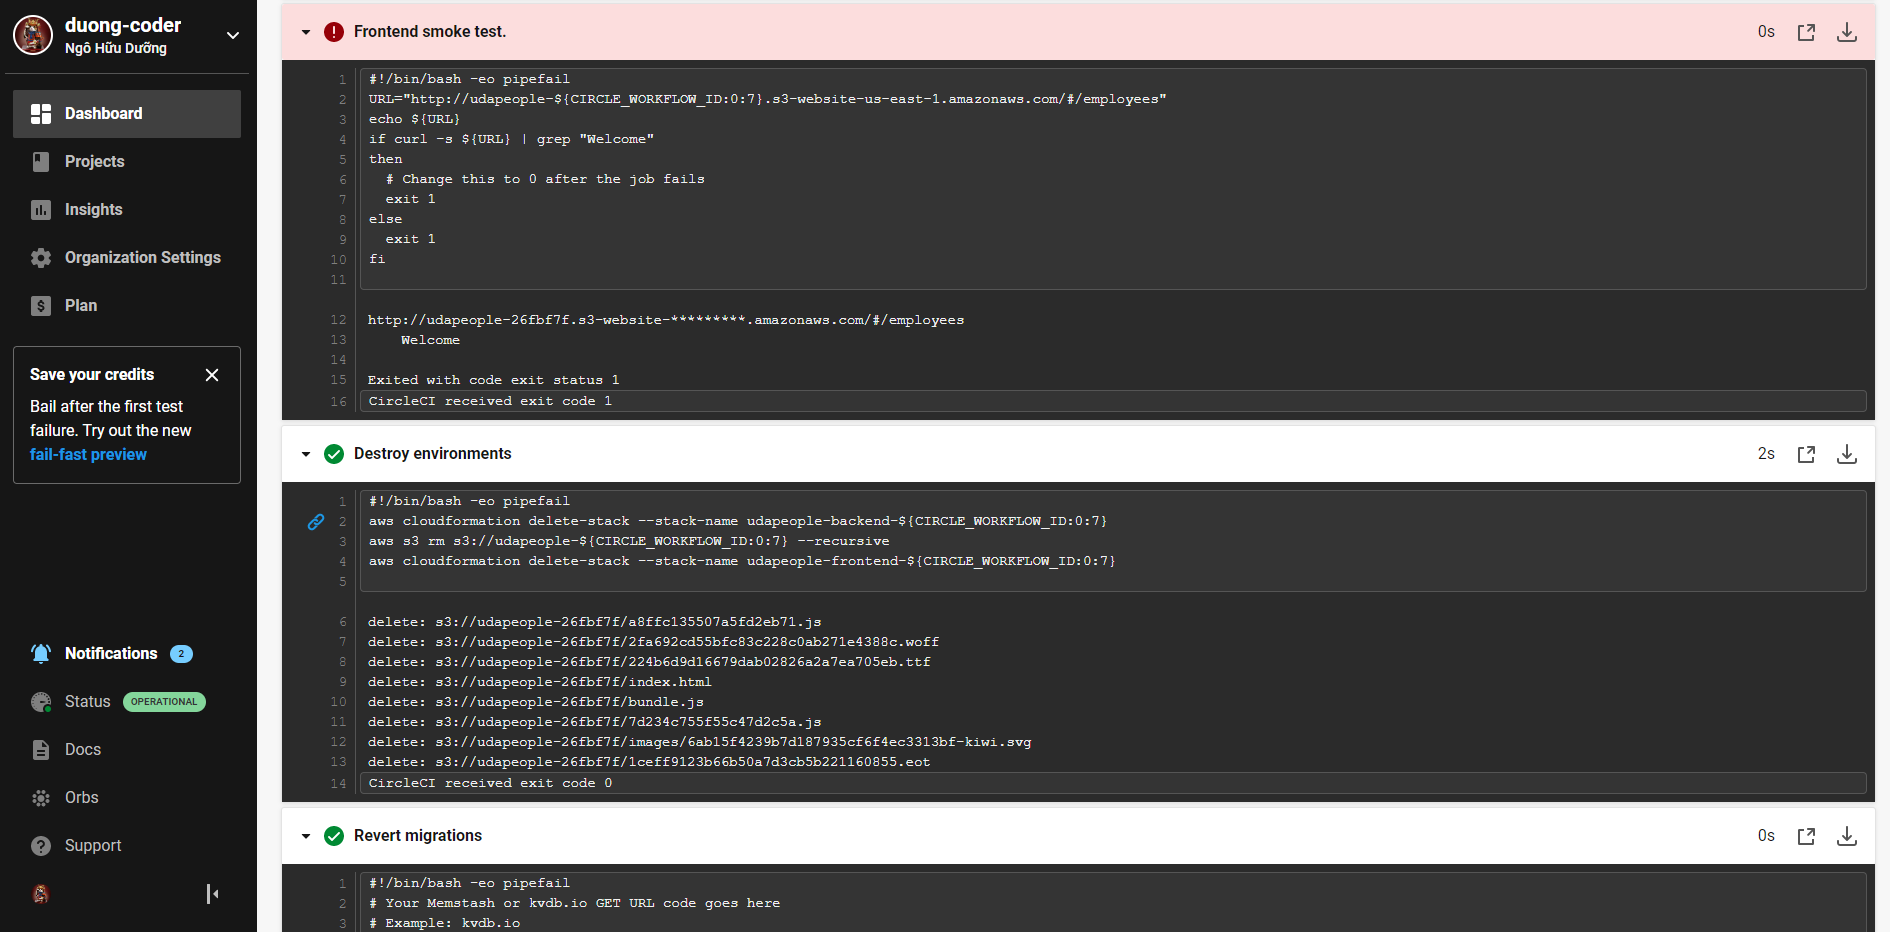 duong-coder
Ngô Hữu Dưỡng
Dashboard
Projects
Insights
Organization Settings
Plan
Save your credits
Bail after the first test
failure. Try out the new
fail-fast preview
Notifications 2
Status OPERATIONAL
Docs
Orbs
Support
Frontend smoke test. 0s
1 #!/bin/bash -eo pipefail
2 URL="http://udapeople-${CIRCLE_WORKFLOW_ID:0:7}.s3-website-us-east-1.amazonaws.com/#/employees"
3 echo ${URL}
4 if curl -s ${URL} | grep "Welcome"
5 then
6   # Change this to 0 after the job fails
7   exit 1
8 else
9   exit 1
10 fi
11
12 http://udapeople-26fbf7f.s3-website-*********.amazonaws.com/#/employees
13     Welcome
14
15 Exited with code exit status 1
16 CircleCI received exit code 1
Destroy environments 2s
1 #!/bin/bash -eo pipefail
2 aws cloudformation delete-stack --stack-name udapeople-backend-${CIRCLE_WORKFLOW_ID:0:7}
3 aws s3 rm s3://udapeople-${CIRCLE_WORKFLOW_ID:0:7} --recursive
4 aws cloudformation delete-stack --stack-name udapeople-frontend-${CIRCLE_WORKFLOW_ID:0:7}
5
6 delete: s3://udapeople-26fbf7f/a8ffc135507a5fd2eb71.js
7 delete: s3://udapeople-26fbf7f/2fa692cd55bfc83c228c0ab271e4388c.woff
8 delete: s3://udapeople-26fbf7f/224b6d9d16679dab02826a2a7ea705eb.ttf
9 delete: s3://udapeople-26fbf7f/index.html
10 delete: s3://udapeople-26fbf7f/bundle.js
11 delete: s3://udapeople-26fbf7f/7d234c755f55c47d2c5a.js
12 delete: s3://udapeople-26fbf7f/images/6ab15f4239b7d187935cf6f4ec3313bf-kiwi.svg
13 delete: s3://udapeople-26fbf7f/1ceff9123b66b50a7d3cb5b221160855.eot
14 CircleCI received exit code 0
Revert migrations 0s
1 #!/bin/bash -eo pipefail
2 # Your Memstash or kvdb.io GET URL code goes here
3 # Example: kvdb.io